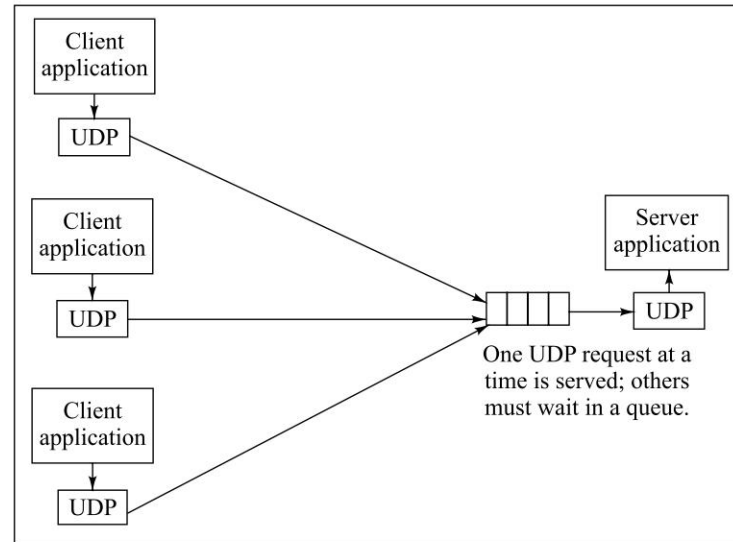 Client
application
UDP
Client
application
UDP
Server
application
UDP
One UDP request at a
time is served; others
must wait in a queue.
Client
application
UDP